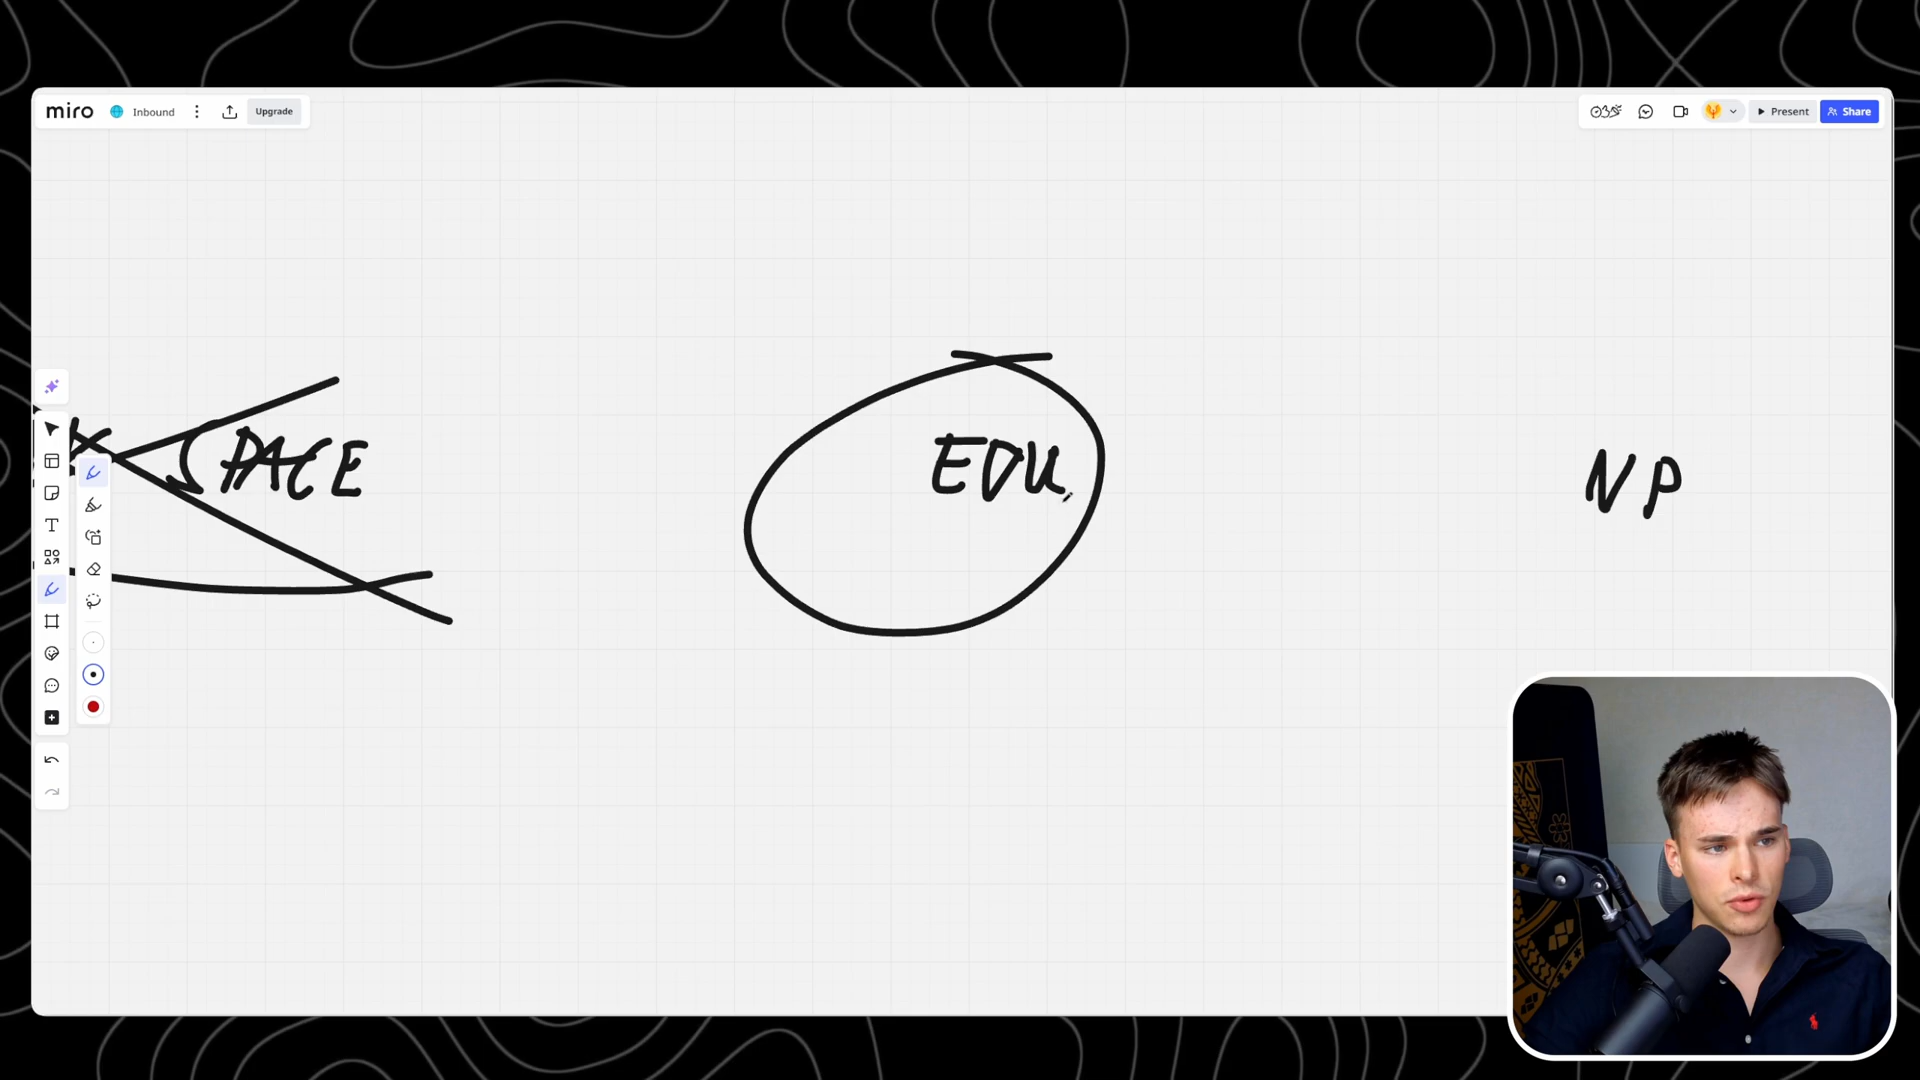 miro Inbound Upgrade
Present Share
SPACE
EDU
NP
T